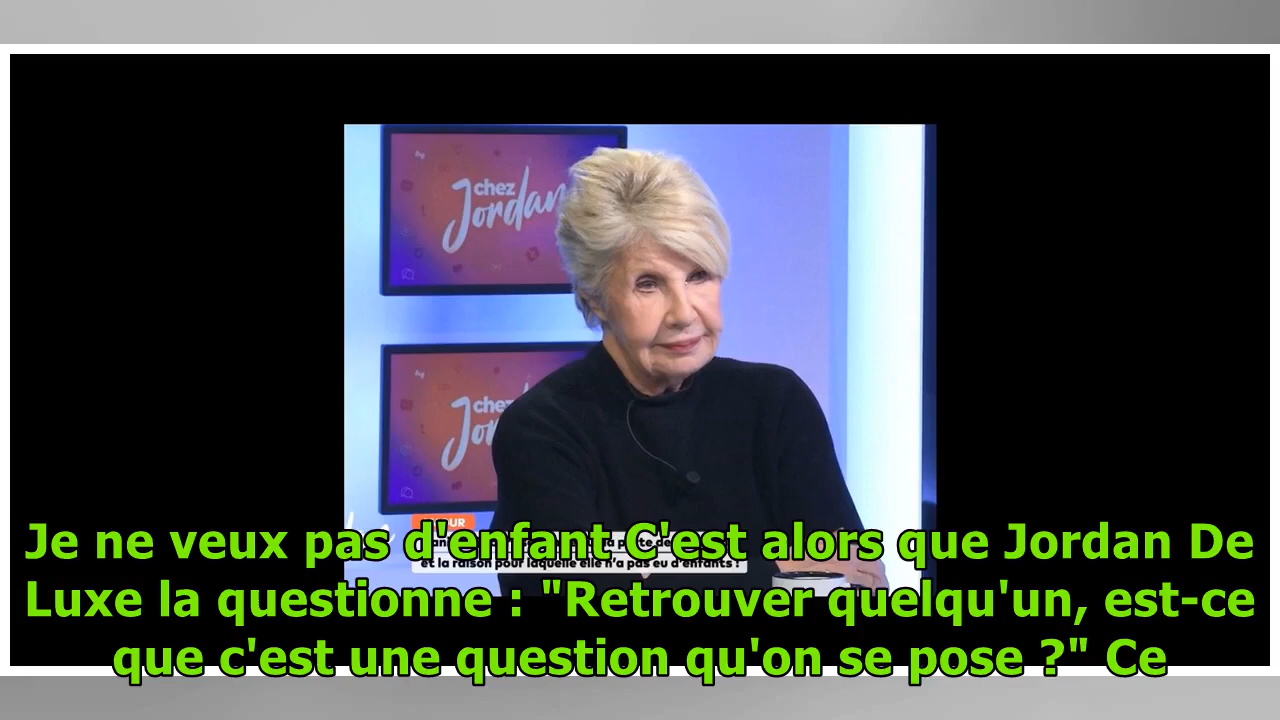 chez
Jordan
chez
Je ne veux pas d'enfant C'est alors que Jordan De
et la raison pour laquelle elle n'a pas eu d'enfants !
Luxe la questionne : "Retrouver quelqu'un, est-ce
que c'est une question qu'on se pose ?" Ce